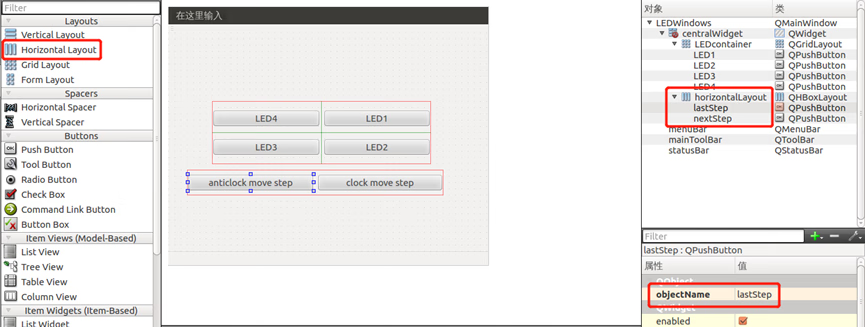 Filter
Layouts
Vertical Layout
Horizontal Layout
Grid Layout
Form Layout
Spacers
Horizontal Spacer
Vertical Spacer
Buttons
Push Button
Tool Button
Radio Button
Check Box
Command Link Button
Button Box
Item Views (Model-Based)
List View
Tree View
Table View
Column View
Item Widgets (Item-Based)
List Widget
在这里输入
LED4 LED1
LED3 LED2
anticlock move step clock move step
对象 类
LEDWindows QMainWindow
centralWidget QWidget
LEDcontainer QGridLayout
LED1 QPushButton
LED2 QPushButton
LED3 QPushButton
LED4 QPushButton
horizontalLayout QHBoxLayout
lastStep QPushButton
nextStep QPushButton
menuBar QMenuBar
mainToolBar QToolBar
statusBar QStatusBar
Filter
lastStep : QPushButton
属性 值
QObject
objectName lastStep
QWidget
enabled